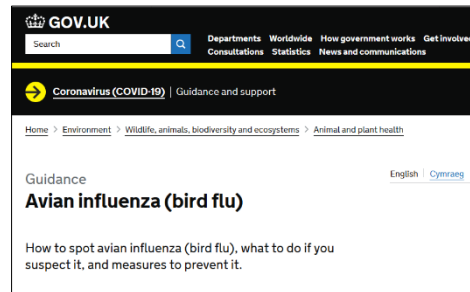 GOV.UK
Search
Departments Worldwide How government works Get involve
Consultations Statistics News and communications
Coronavirus (COVID-19) | Guidance and support
Home > Environment > Wildlife, animals, biodiversity and ecosystems > Animal and plant health
Guidance
English | Cymraeg
Avian influenza (bird flu)
How to spot avian influenza (bird flu), what to do if you
suspect it, and measures to prevent it.